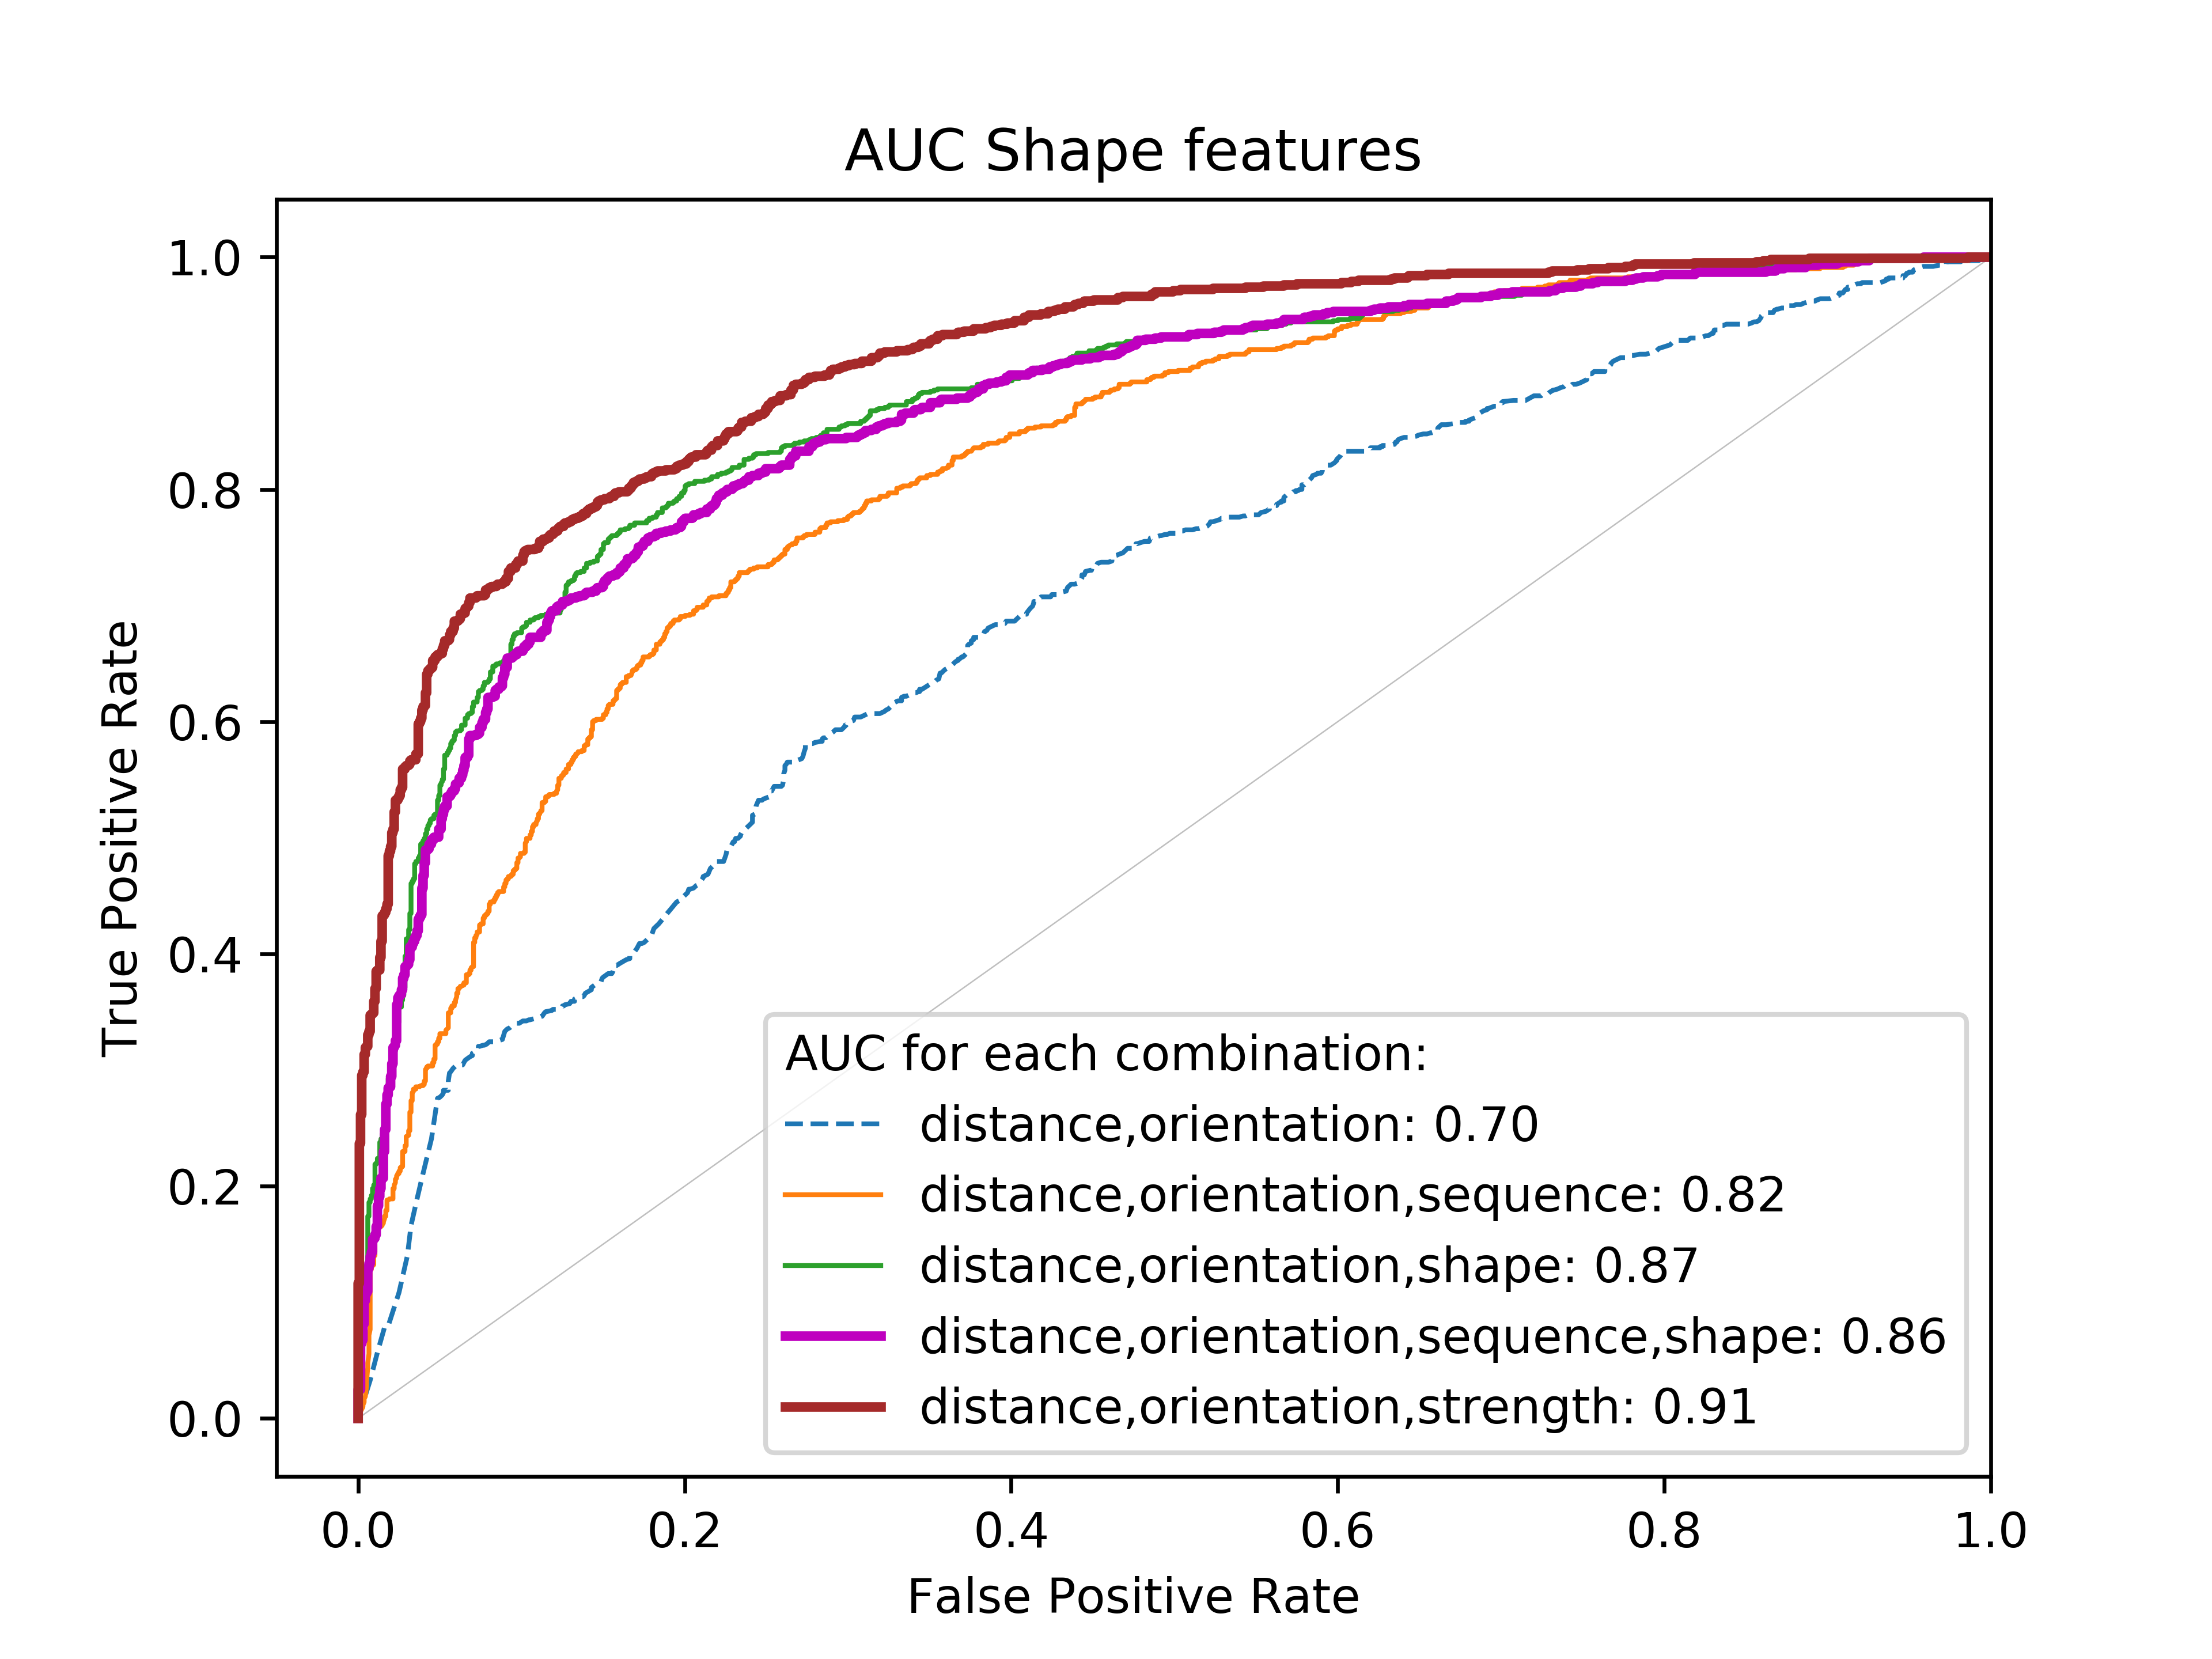 AUC Shape features
1.0
0.8
0.6
0.4
0.2
0.0
True Positive Rate
AUC for each combination:
distance,orientation: 0.70
distance,orientation,sequence: 0.82
distance,orientation,shape: 0.87
distance,orientation,sequence,shape: 0.86
distance,orientation,strength: 0.91
0.0 0.2 0.4 0.6 0.8 1.0
False Positive Rate